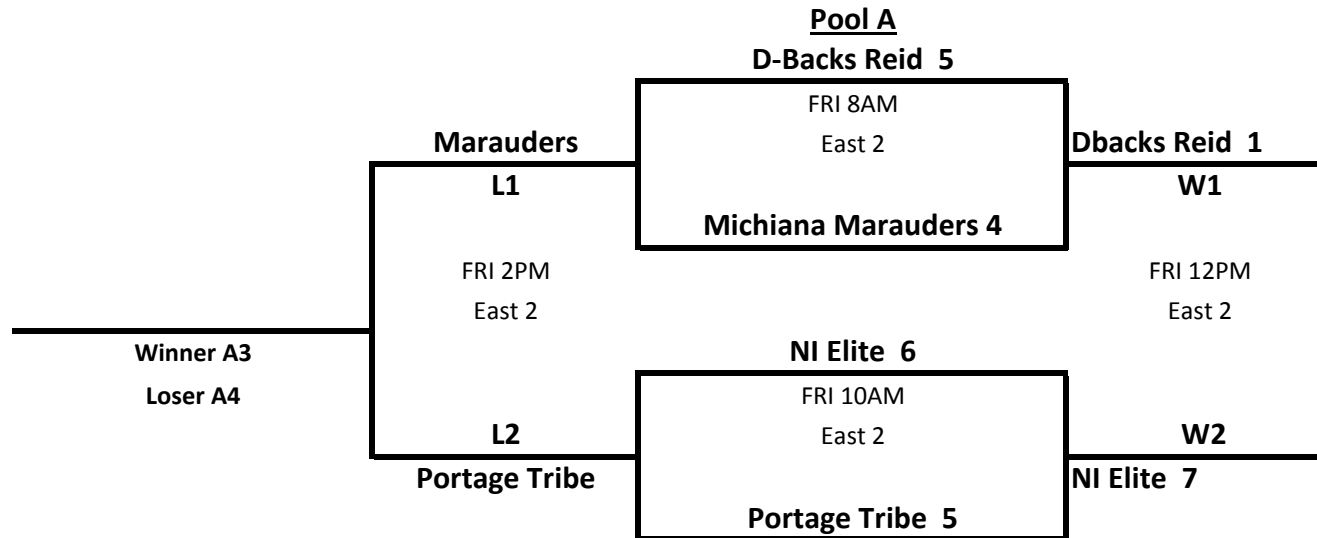 Pool A
D-Backs Reid 5
FRI 8AM
Marauders
East 2
Dbacks Reid 1
L1
W1
Michiana Marauders 4
FRI 2PM
FRI 12PM
East 2
East 2
Winner A3
NI Elite 6
Loser A4
FRI 10AM
L2
East 2
W2
Portage Tribe
NI Elite 7
Portage Tribe 5